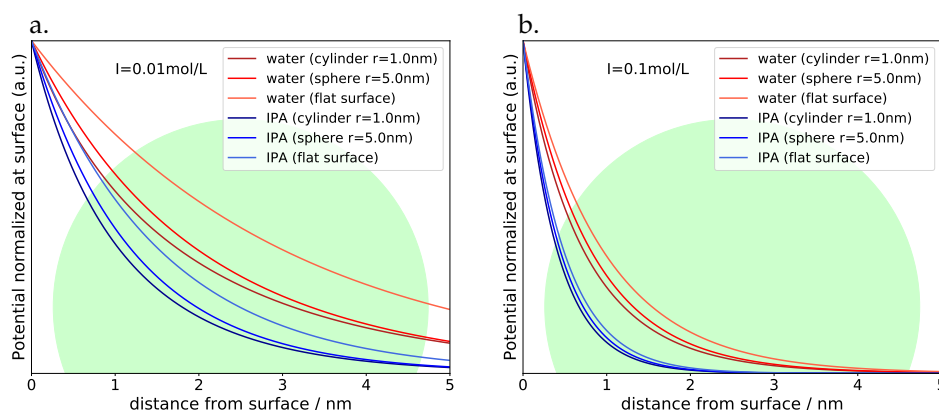 a.
Potential normalized at surface (a.u.)
I=0.01mol/L
water (cylinder r=1.0nm)
water (sphere r=5.0nm)
water (flat surface)
IPA (cylinder r=1.0nm)
IPA (sphere r=5.0nm)
IPA (flat surface)
0 1 2 3 4 5
distance from surface / nm
b.
Potential normalized at surface (a.u.)
I=0.1mol/L
water (cylinder r=1.0nm)
water (sphere r=5.0nm)
water (flat surface)
IPA (cylinder r=1.0nm)
IPA (sphere r=5.0nm)
IPA (flat surface)
0 1 2 3 4
distance from surface / nm